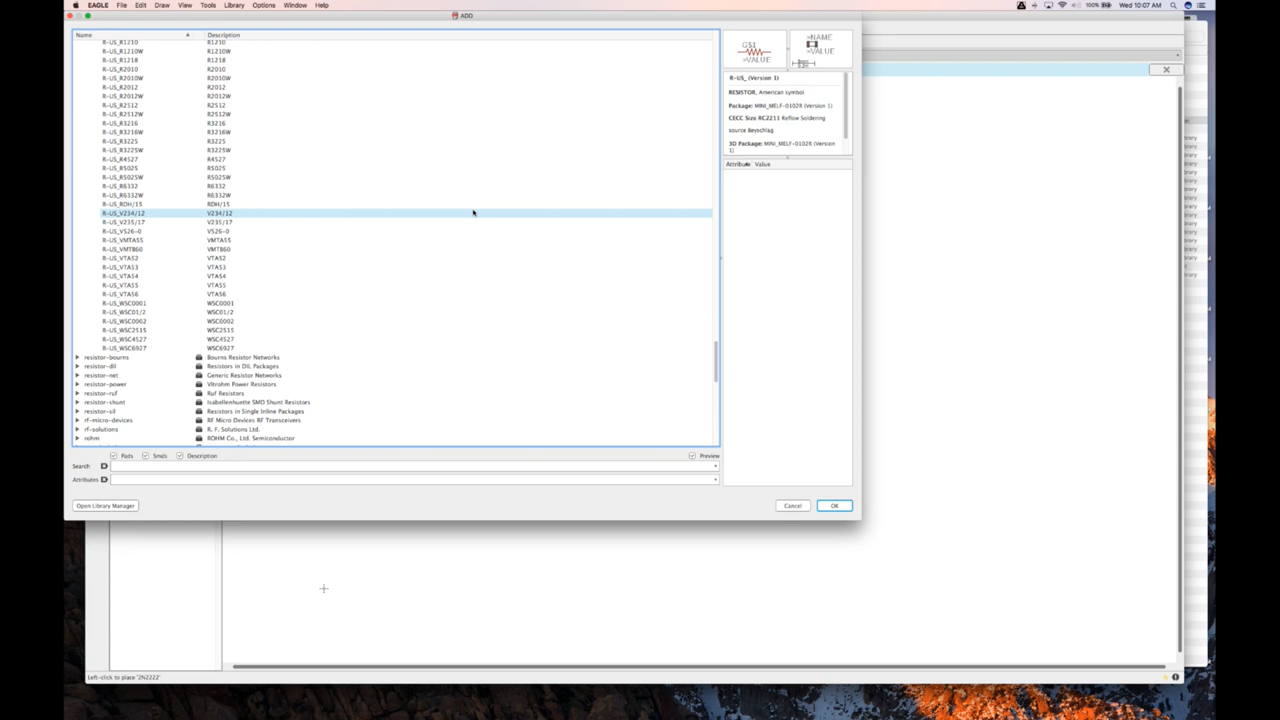 EAGLE File Edit Draw View Tools Library Options Window Help 100% Wed 10:07 AM
ADD
Name Description
R-US_R1210 R1210
R-US_R1210W R1210W
R-US_R1218 R1218
R-US_R2010 R2010
R-US_R2010W R2010W
R-US_R2012 R2012
R-US_R2012W R2012W
R-US_R2512 R2512
R-US_R2512W R2512W
R-US_R3216 R3216
R-US_R3216W R3216W
R-US_R3225 R3225
R-US_R3225W R3225W
R-US_R4527 R4527
R-US_R5025 R5025
R-US_R5025W R5025W
R-US_R6332 R6332
R-US_R6332W R6332W
R-US_RDH/15 RDH/15
R-US_V234/12 V234/12
R-US_V235/17 V235/17
R-US_V526-0 V526-0
R-US_VMTA55 VMTA55
R-US_VMTB60 VMTB60
R-US_VTA52 VTA52
R-US_VTA53 VTA53
R-US_VTA54 VTA54
R-US_VTA55 VTA55
R-US_VTA56 VTA56
R-US_WSC0001 WSC0001
R-US_WSC01/2 WSC01/2
R-US_WSC0002 WSC0002
R-US_WSC2515 WSC2515
R-US_WSC4527 WSC4527
R-US_WSC6927 WSC6927
resistor-bourns Bourns Resistor Networks
resistor-dil Resistors in DIL Packages
resistor-net Generic Resistor Networks
resistor-power Vitrohm Power Resistors
resistor-ruf Ruf Resistors
resistor-shunt Isabellenhuette SMD Shunt Resistors
resistor-sil Resistors in Single Inline Packages
rf-micro-devices RF Micro Devices RF Transceivers
rf-solutions R. F. Solutions Ltd.
rohm ROHM Co., Ltd. Semiconductor
Pads Smds Description Preview
Search
Attributes
Open Library Manager Cancel OK
G$1
>VALUE
>NAME
>VALUE
R-US_ (Version 1)
RESISTOR, American symbol
Package: MINI_MELF-0102R (Version 1)
CECC Size RC2211 Reflow Soldering
source Beyschlag
3D Package: MINI_MELF-0102R (Version
1)
Attribute Value
Left-click to place '2N2222'